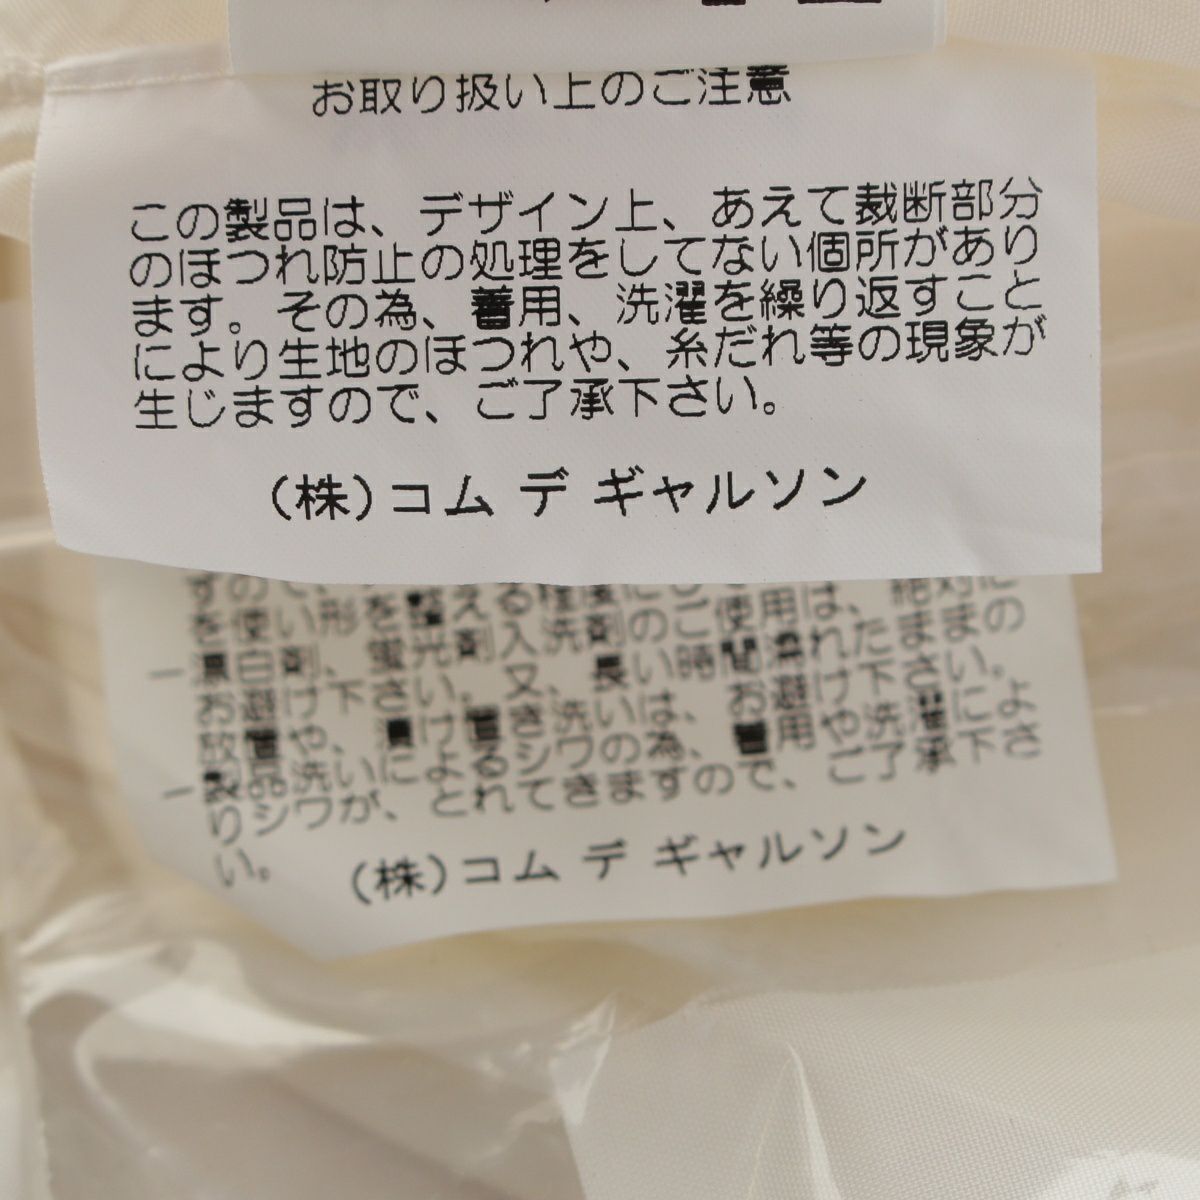 お取り扱い上のご注意
この製品は、デザイン上、あえて裁断部分
のほつれ防止の処理をしてない個所があり
ます。その為、着用、洗濯を繰り返すこと
により生地のほつれや、糸だれ等の現象が
生じますので、ご了承下さい。
(株)コム デ ギャルソン
を使い形を整える程度に
一漂白剤、蛍光剤入洗剤のご使用は、絶対に
お避け下さい。又、長い時間濡れたままの
放置や、漬け置き洗いは、お避け下さい。
一製品洗いによるシワの為、着用や洗濯によ
りシワが、とれてきますので、ご了承下さ
い。
(株)コム デ ギャルソン